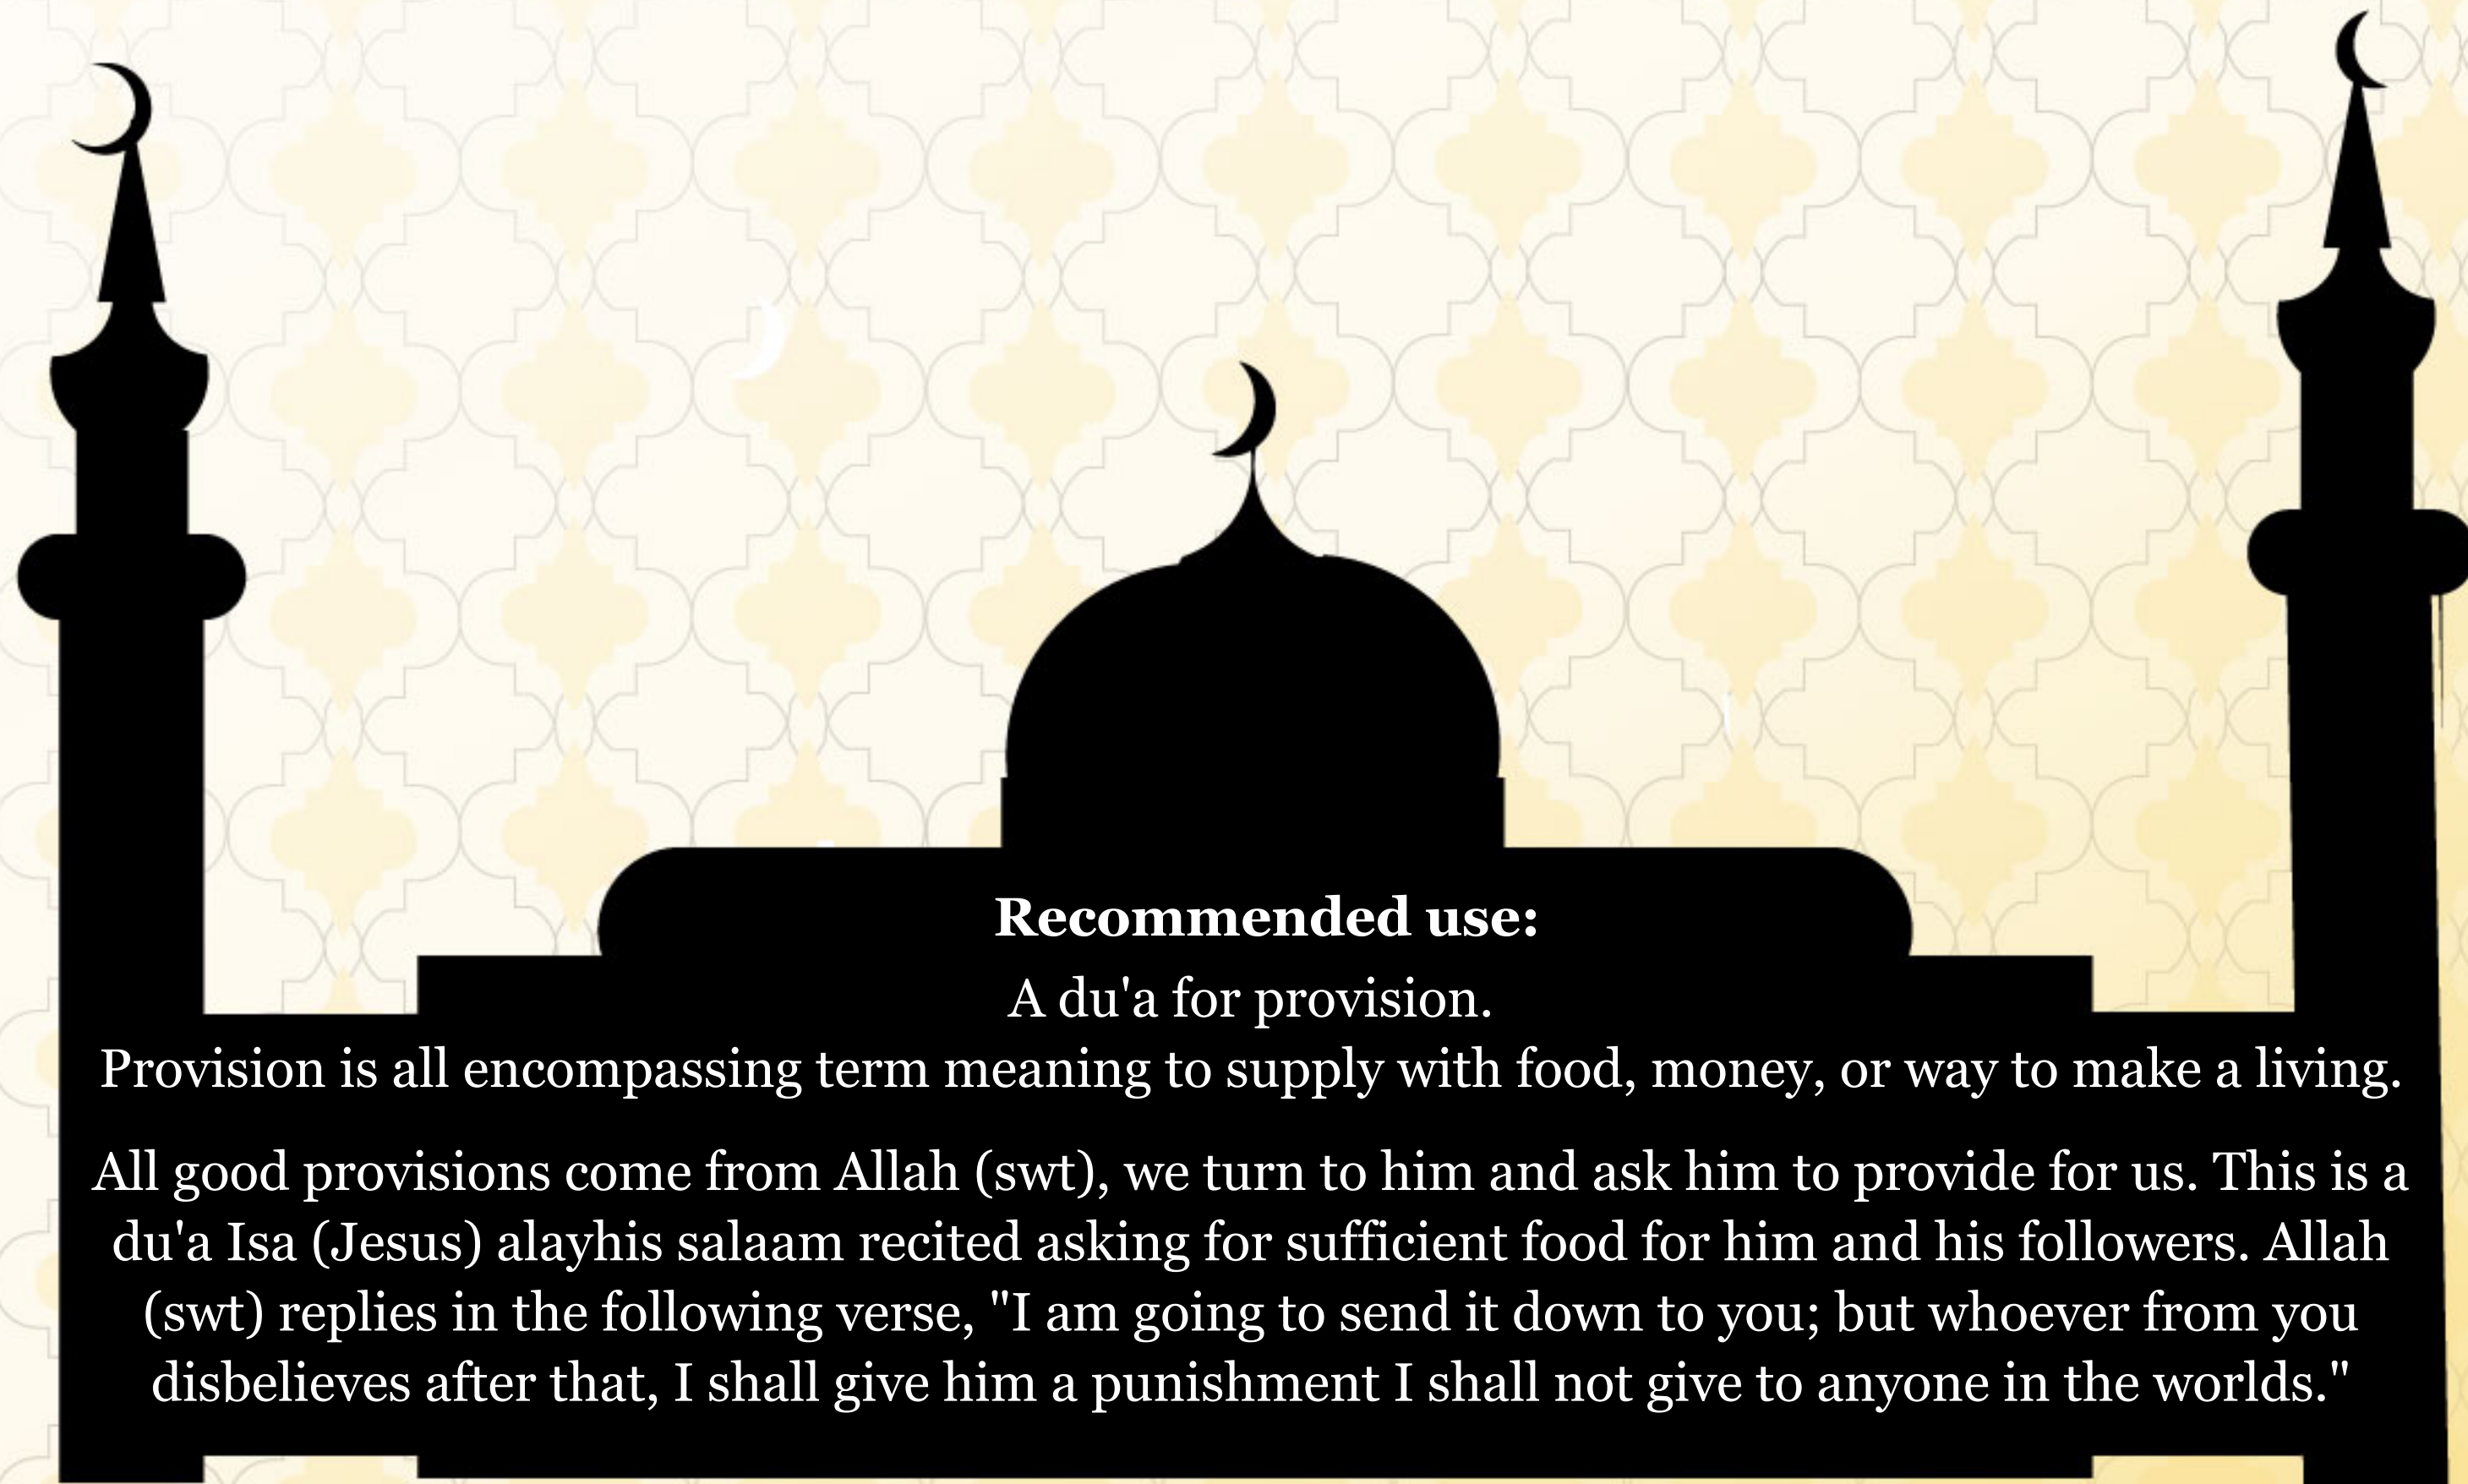 Recommended use:
A du'a for provision.
Provision is all encompassing term meaning to supply with food, money, or way to make a living.
All good provisions come from Allah (swt), we turn to him and ask him to provide for us. This is a
du'a Isa (Jesus) alayhis salaam recited asking for sufficient food for him and his followers. Allah
(swt) replies in the following verse, "I am going to send it down to you; but whoever from you
disbelieves after that, I shall give him a punishment I shall not give to anyone in the worlds."